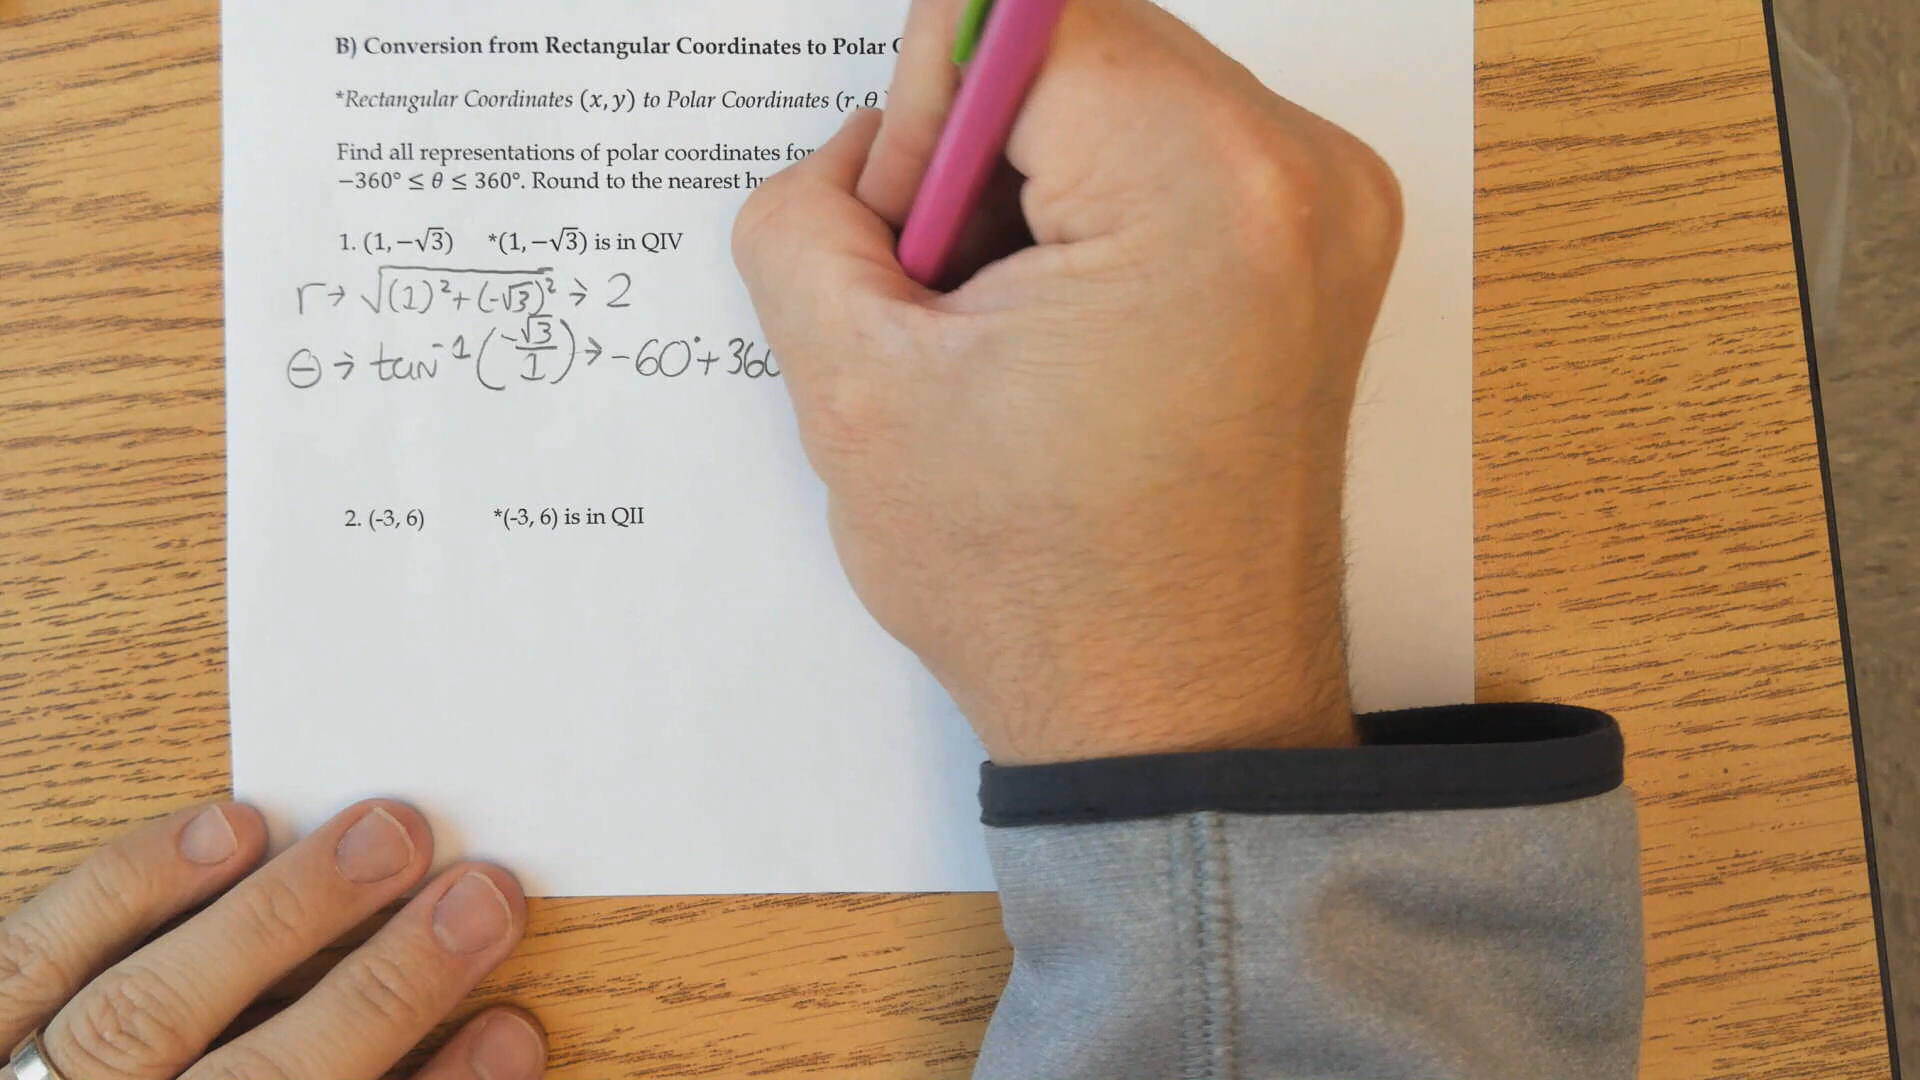 B) Conversion from Rectangular Coordinates to Polar
*Rectangular Coordinates (x, y) to Polar Coordinates (r, θ
Find all representations of polar coordinates for
−360° ≤ θ ≤ 360°. Round to the nearest
1. (1, −√3) *(1, −√3) is in QIV
r → √(1)²+(-√3)² → 2
θ → tan⁻¹(-√3/1) → -60°+360
2. (-3, 6) *(-3, 6) is in QII